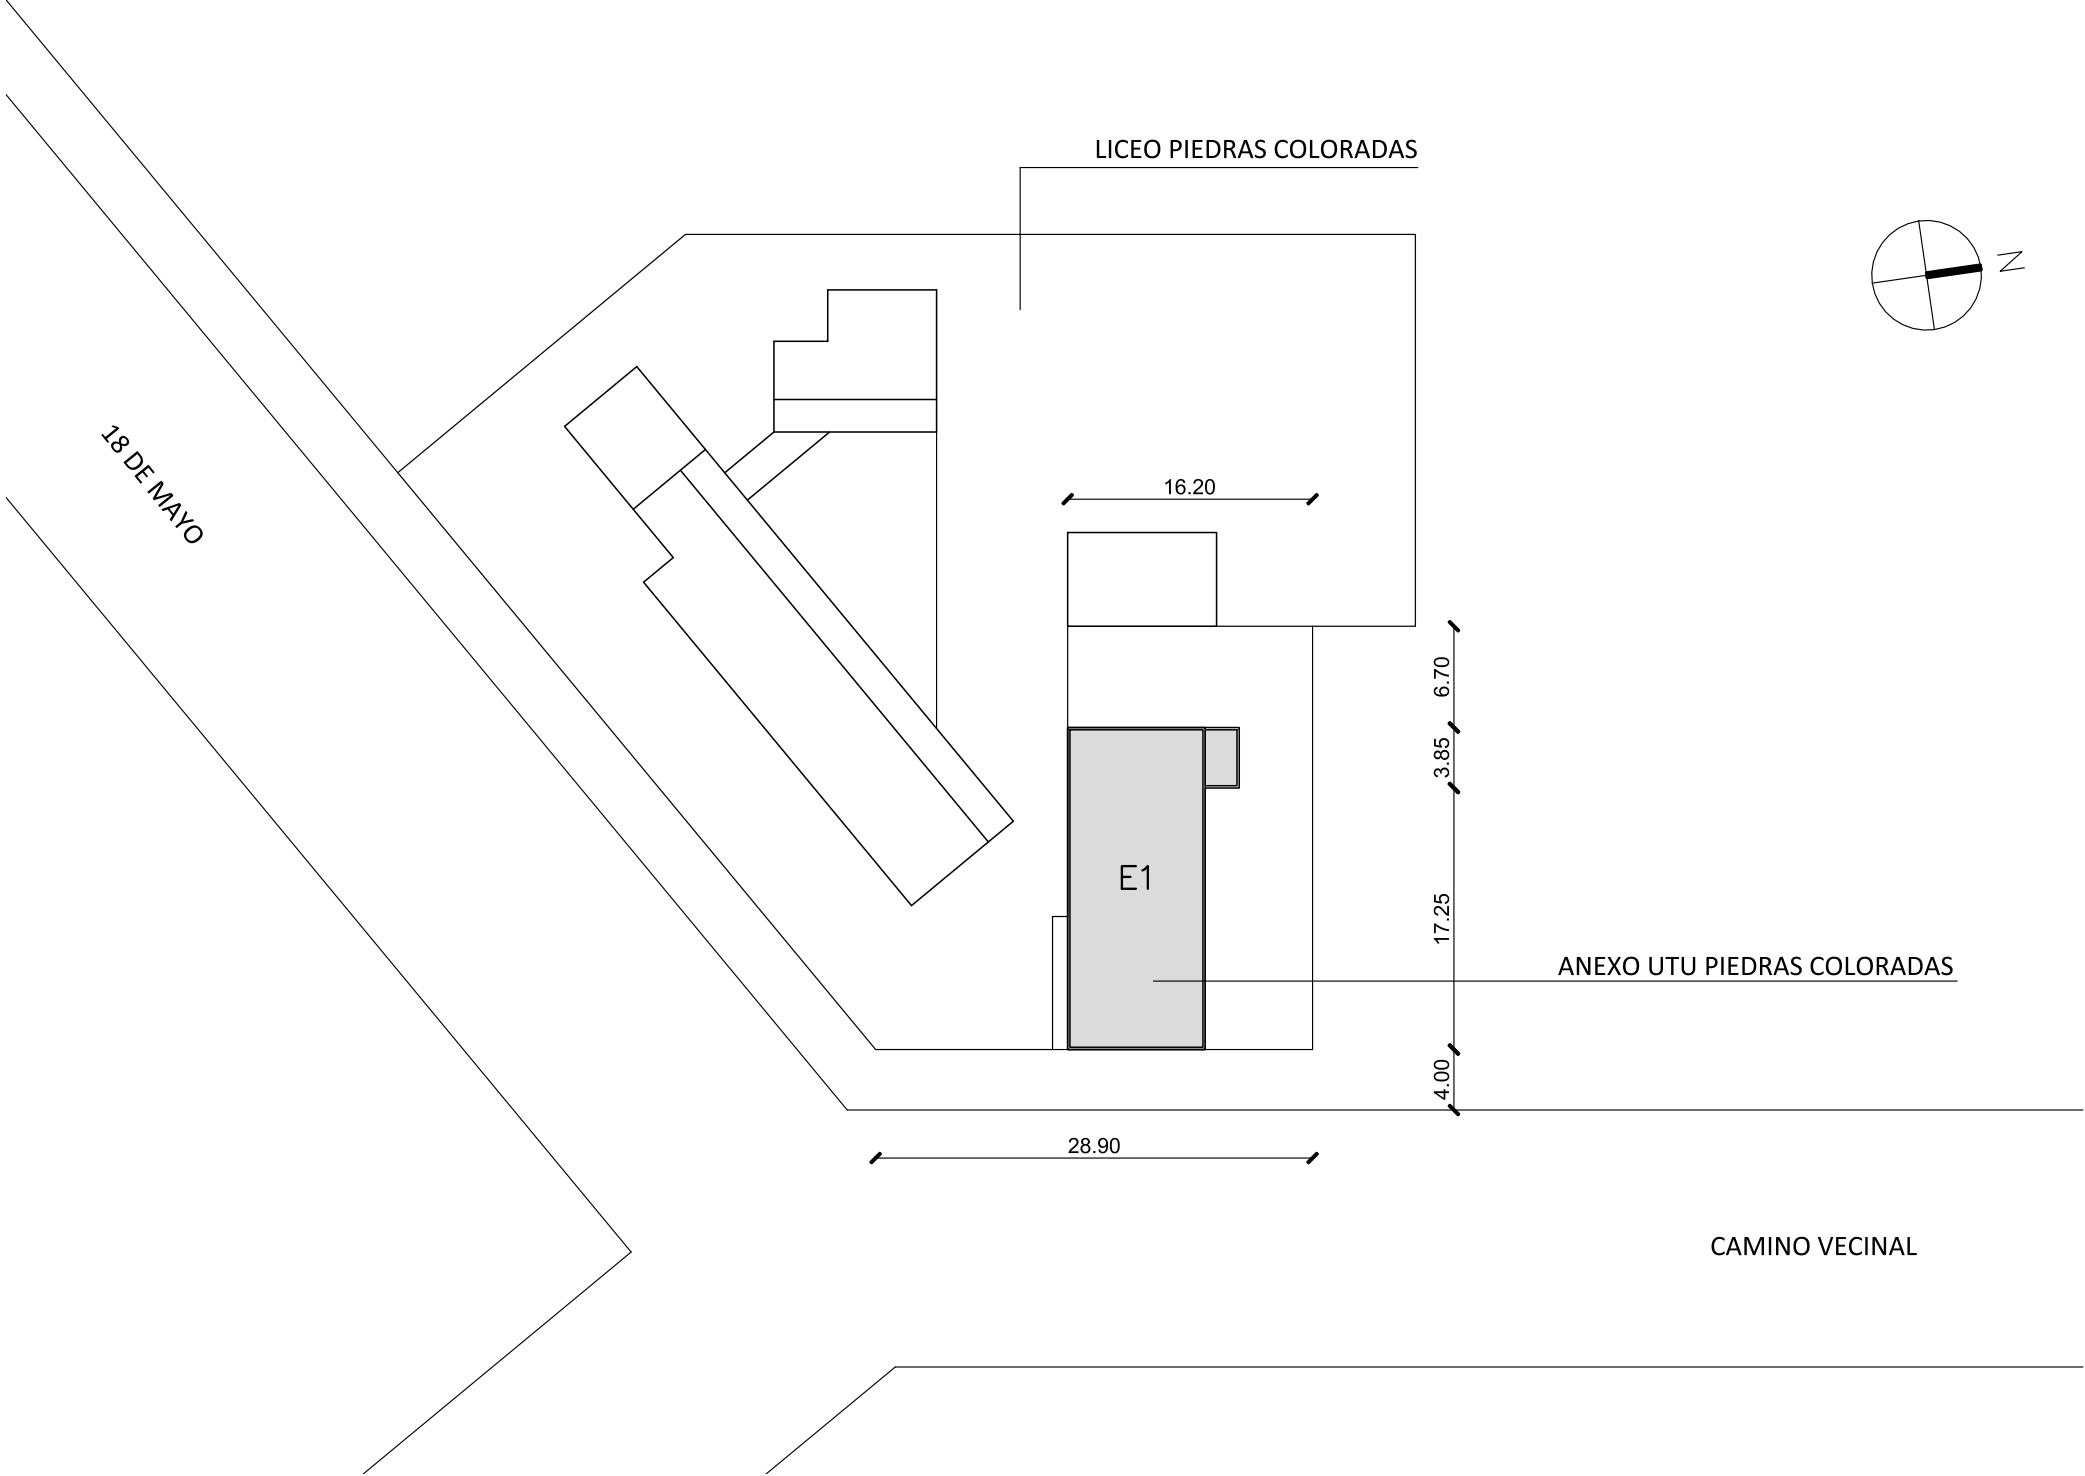 LICEO PIEDRAS COLORADAS
N
18 DE MAYO
16.20
6.70
3.85
E1
17.25
ANEXO UTU PIEDRAS COLORADAS
4.00
28.90
CAMINO VECINAL